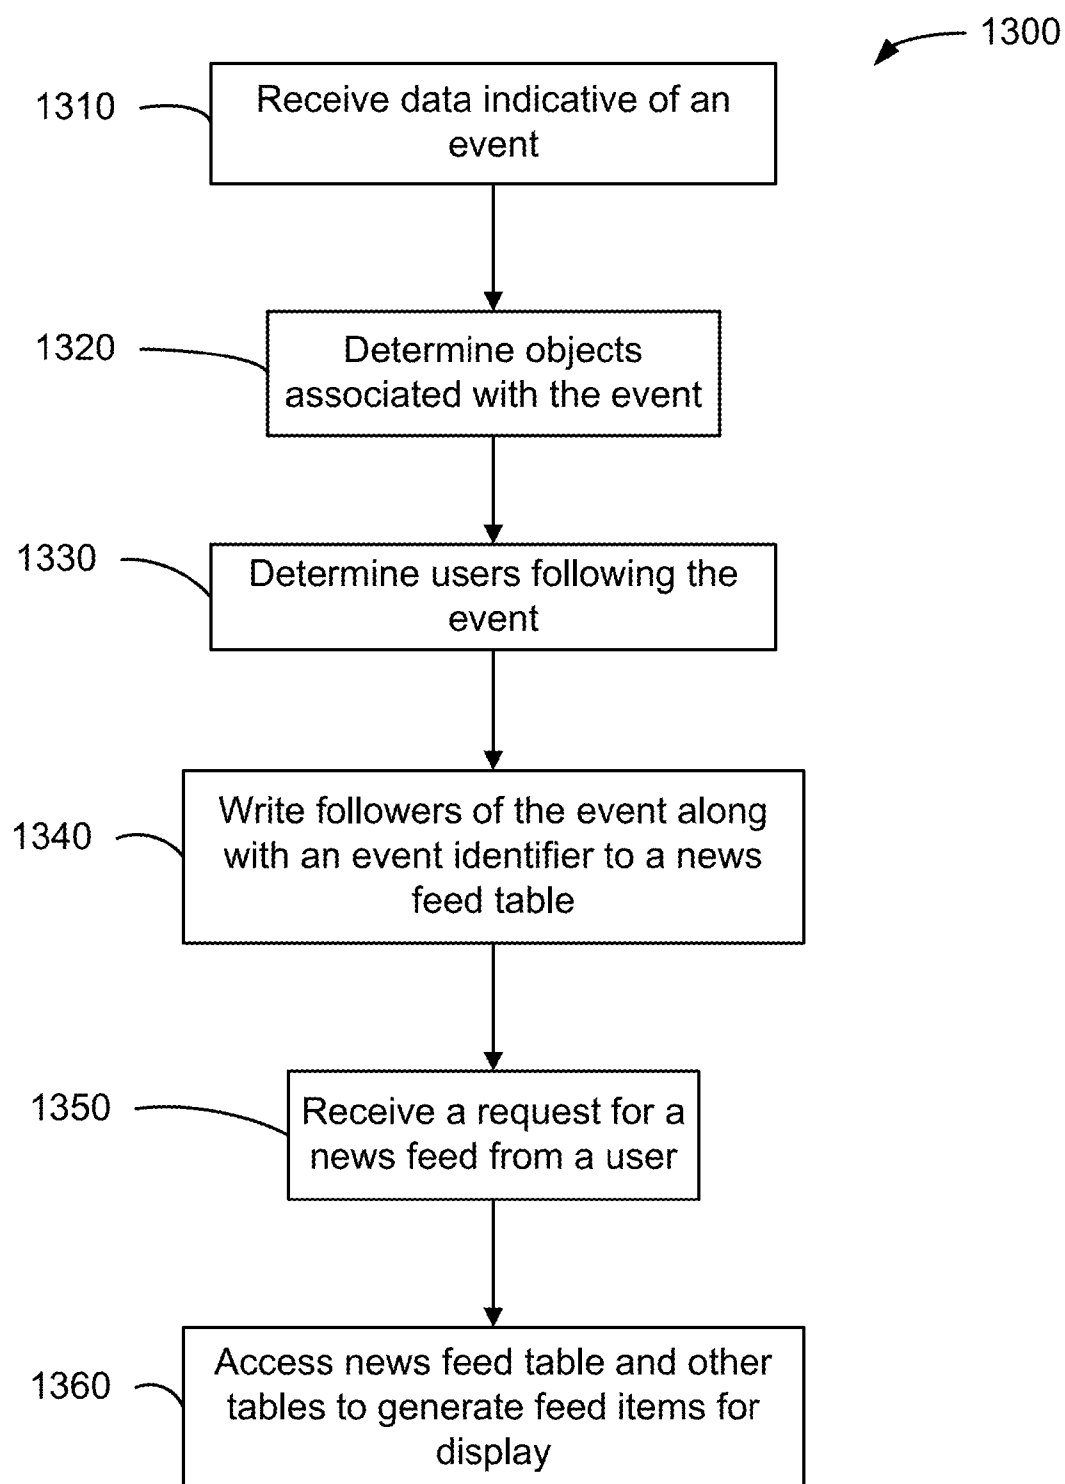 1300
1310
Receive data indicative of an
event
1320
Determine objects
associated with the event
1330
Determine users following the
event
1340
Write followers of the event along
with an event identifier to a news
feed table
1350
Receive a request for a
news feed from a user
1360
Access news feed table and other
tables to generate feed items for
display